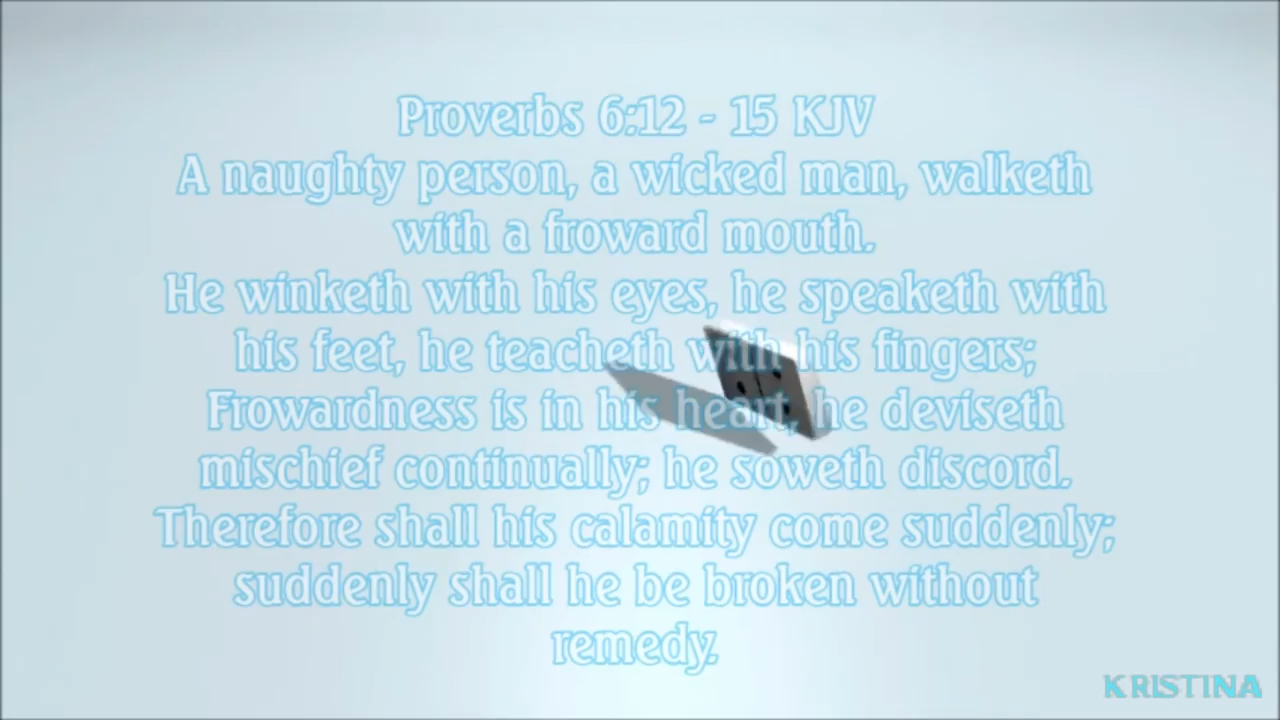 Proverbs 6:12 - 15 KJV
A naughty person, a wicked man, walketh
with a froward mouth.
He winketh with his eyes, he speaketh with
his feet, he teacheth with his fingers;
Frowardness is in his heart, he deviseth
mischief continually; he soweth discord.
Therefore shall his calamity come suddenly;
suddenly shall he be broken without
remedy.
KRISTINA